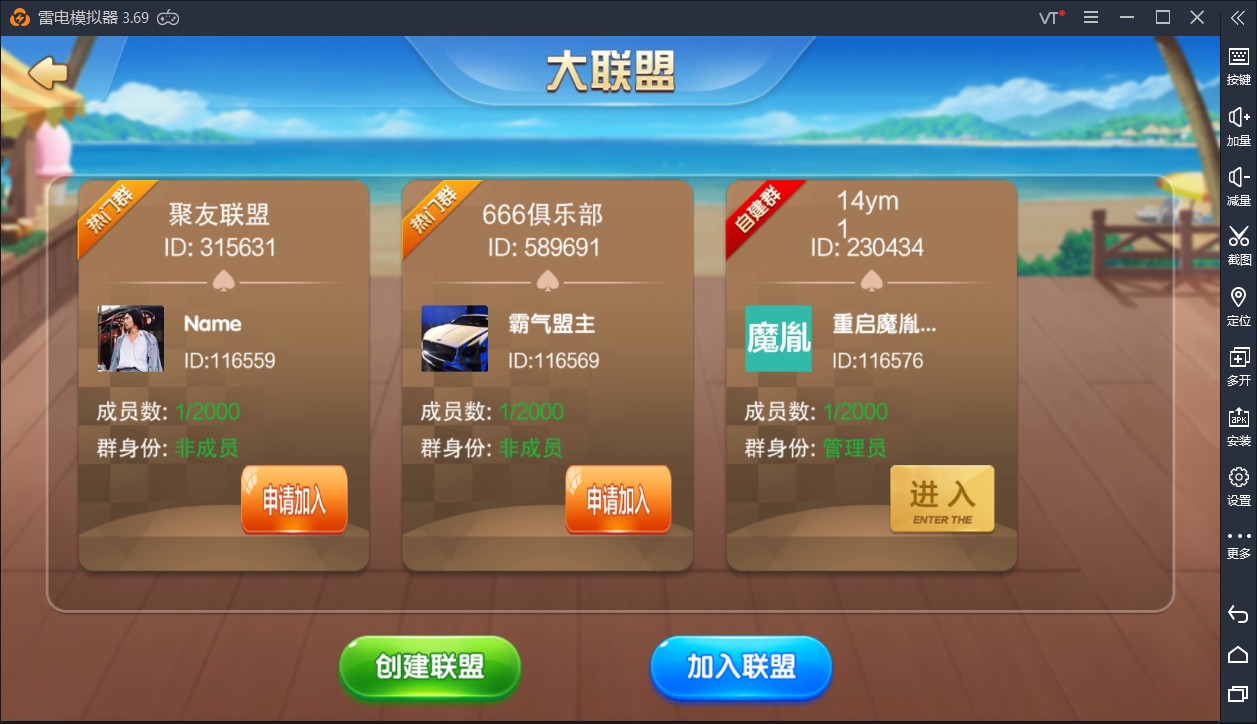 雷电模拟器 3.69
VT
大联盟
热门群
聚友联盟
ID: 315631
Name
ID:116559
成员数: 1/2000
群身份: 非成员
申请加入
热门群
666俱乐部
ID: 589691
霸气盟主
ID:116569
成员数: 1/2000
群身份: 非成员
申请加入
自建群
14ym
1
ID: 230434
魔胤
重启魔胤...
ID:116576
成员数: 1/2000
群身份: 管理员
进入
ENTER THE
创建联盟
加入联盟
按键
加量
减量
截图
定位
多开
APK
安装
设置
更多